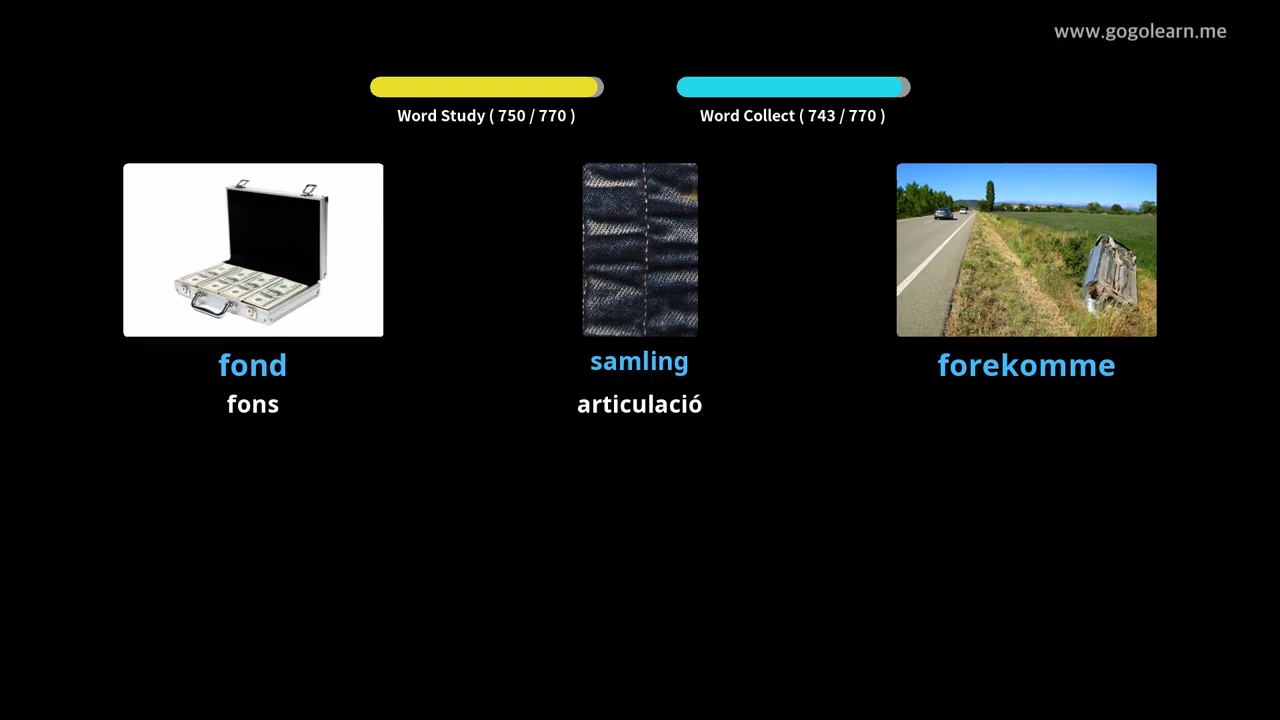 www.gogolearn.me
Word Study ( 750 / 770 )
Word Collect ( 743 / 770 )
fond
samling
forekomme
fons
articulació